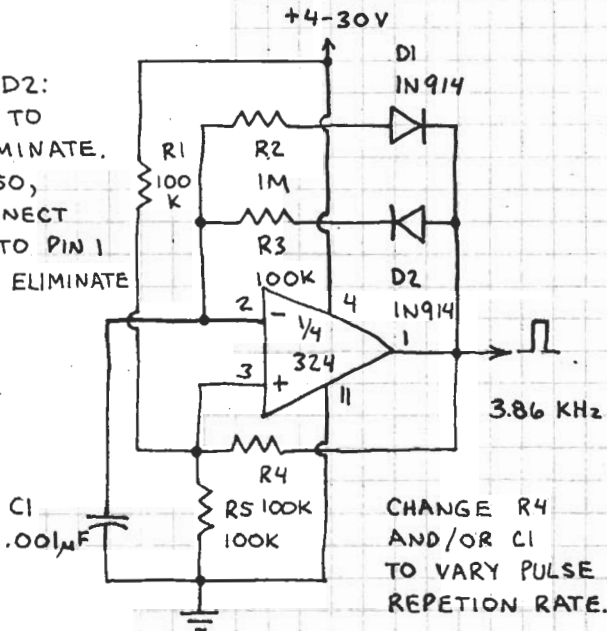 +4-30V
D1
1N914
D2:
TO
MINATE.
SO,
NNECT
TO PIN 1
ELIMINATE
R1
100
K
R2
1M
R3
100K
D2
1N914
2
-
4
1/4
324
1
3
+
11
3.86 KHz
R4
100K
R5
100K
C1
.001µF
CHANGE R4
AND/OR C1
TO VARY PULSE
REPETION RATE.